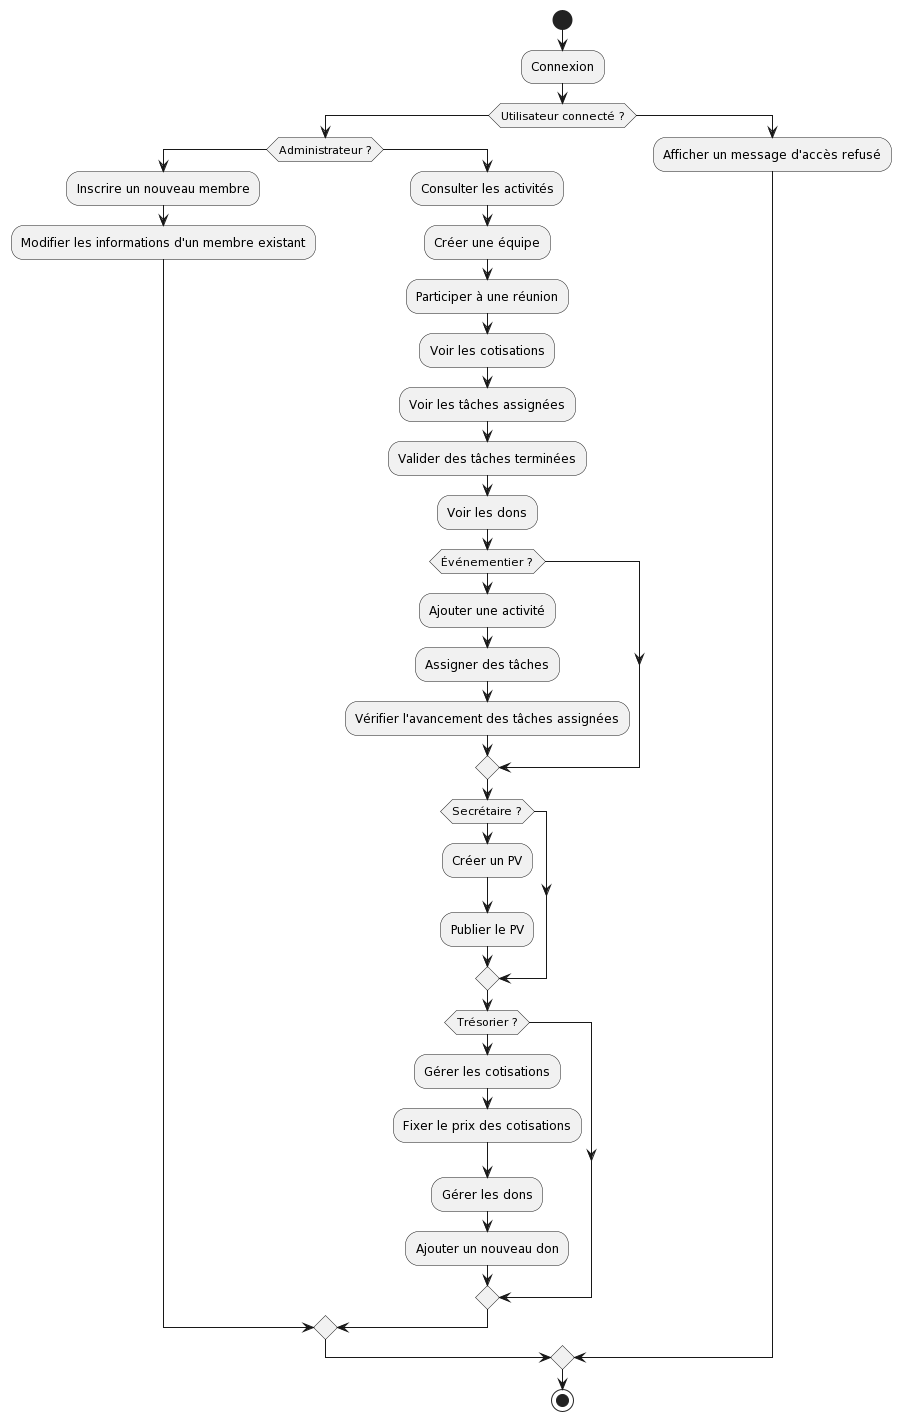 Connexion
Utilisateur connecté ?
Administrateur ?
Inscrire un nouveau membre
Modifier les informations d'un membre existant
Consulter les activités
Créer une équipe
Participer à une réunion
Voir les cotisations
Voir les tâches assignées
Valider des tâches terminées
Voir les dons
Événementier ?
Ajouter une activité
Assigner des tâches
Vérifier l'avancement des tâches assignées
Secrétaire ?
Créer un PV
Publier le PV
Trésorier ?
Gérer les cotisations
Fixer le prix des cotisations
Gérer les dons
Ajouter un nouveau don
Afficher un message d'accès refusé